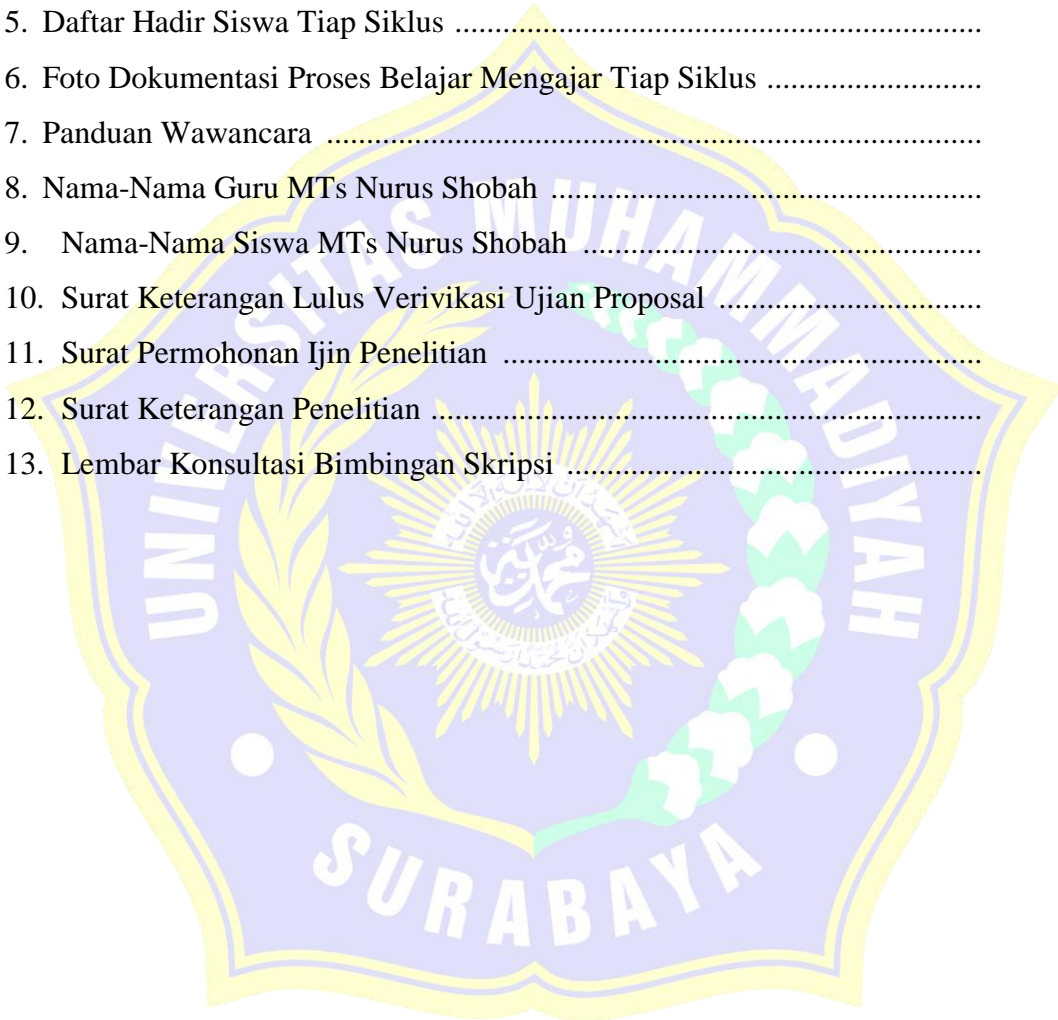 5. Daftar Hadir Siswa Tiap Siklus ..................................................................
6. Foto Dokumentasi Proses Belajar Mengajar Tiap Siklus ...........................
7. Panduan Wawancara ..................................................................................
8. Nama-Nama Guru MTs Nurus Shobah ......................................................
9. Nama-Nama Siswa MTs Nurus Shobah ..................................................
10. Surat Keterangan Lulus Verivikasi Ujian Proposal .................................
11. Surat Permohonan Ijin Penelitian ............................................................
12. Surat Keterangan Penelitian .....................................................................
13. Lembar Konsultasi Bimbingan Skripsi ....................................................
UNIVERSITAS MUHAMMADIYAH
SURABAYA